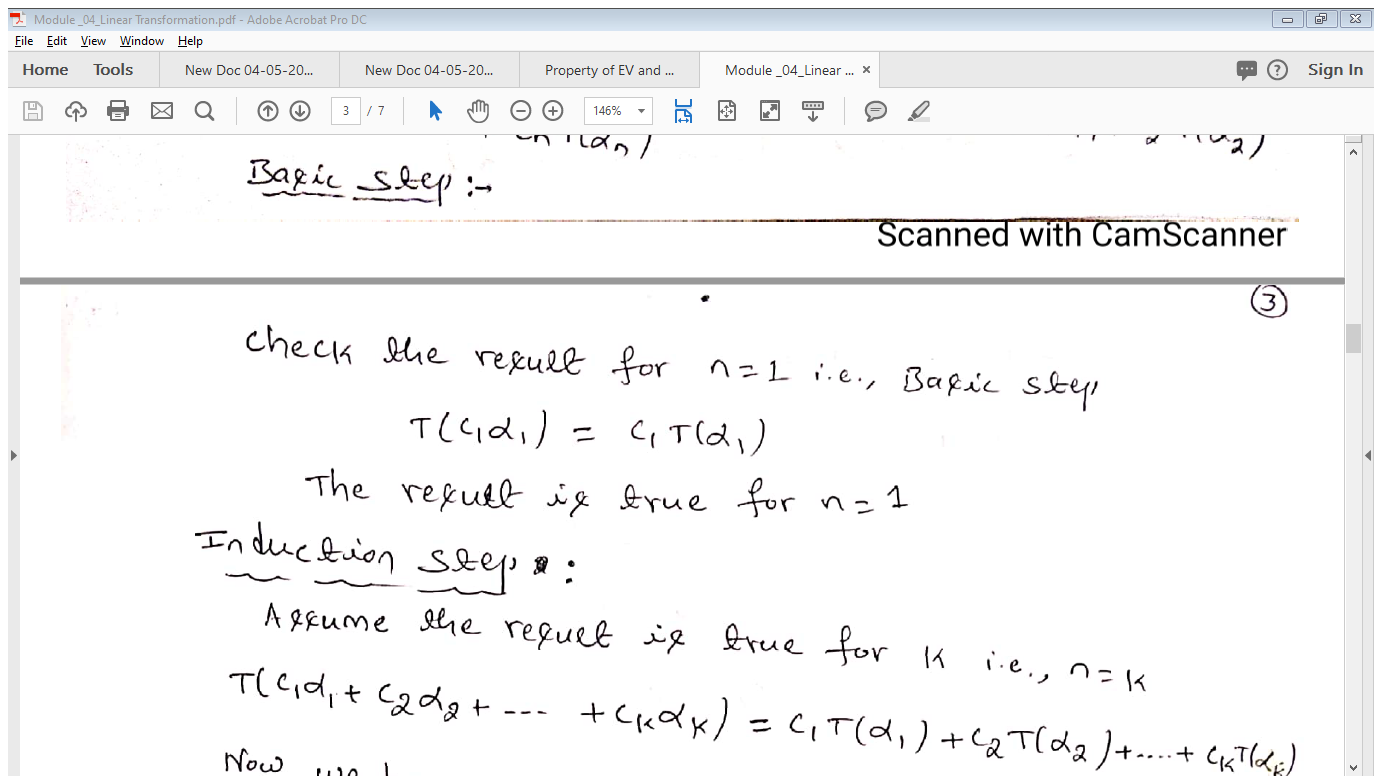 Module _04_Linear Transformation.pdf - Adobe Acrobat Pro DC
File Edit View Window Help
Home Tools New Doc 04-05-20... New Doc 04-05-20... Property of EV and ... Module _04_Linear ... × Sign In
3 / 7 146%
Basic step :-
Scanned with CamScanner
3
check the result for n=1 i.e., Basic step
T(c₁α₁) = c₁T(α₁)
The result is true for n=1
Induction step :
Assume the result is true for k i.e., n=k
T(c₁α₁ + c₂α₂ + --- + cₖαₖ) = c₁T(α₁) + c₂T(α₂) + .... + cₖT(αₖ)
Now